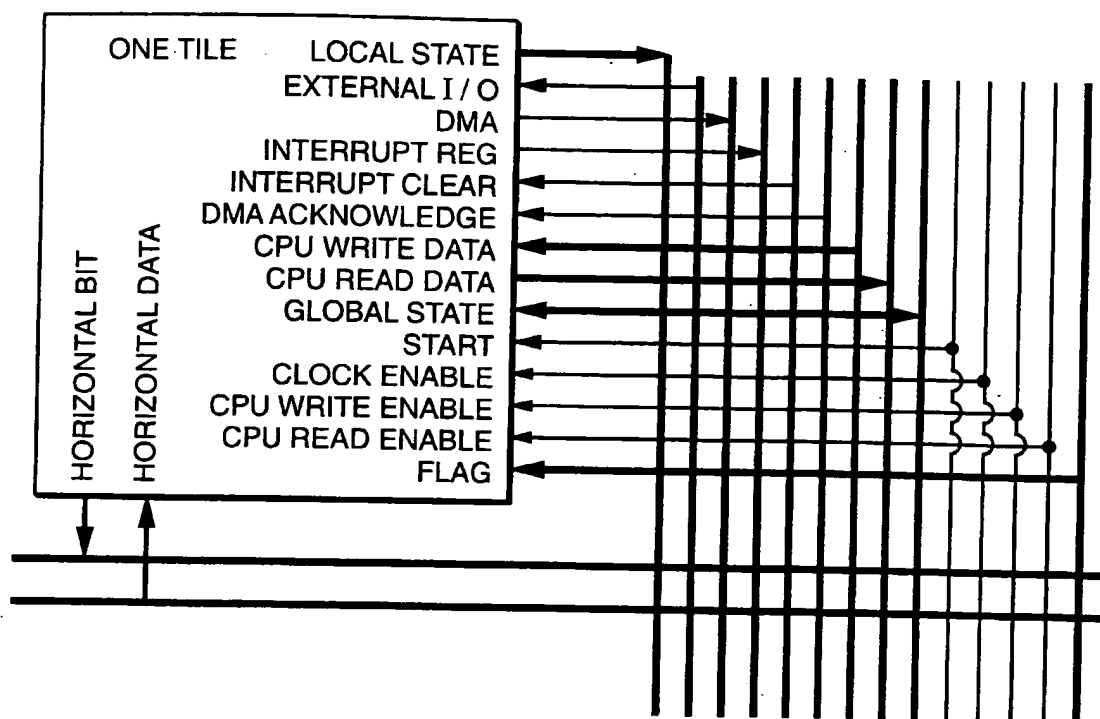 ONE TILE LOCAL STATE
EXTERNAL I / O
DMA
INTERRUPT REG
INTERRUPT CLEAR
DMA ACKNOWLEDGE
CPU WRITE DATA
CPU READ DATA
GLOBAL STATE
START
CLOCK ENABLE
CPU WRITE ENABLE
CPU READ ENABLE
FLAG
HORIZONTAL BIT
HORIZONTAL DATA